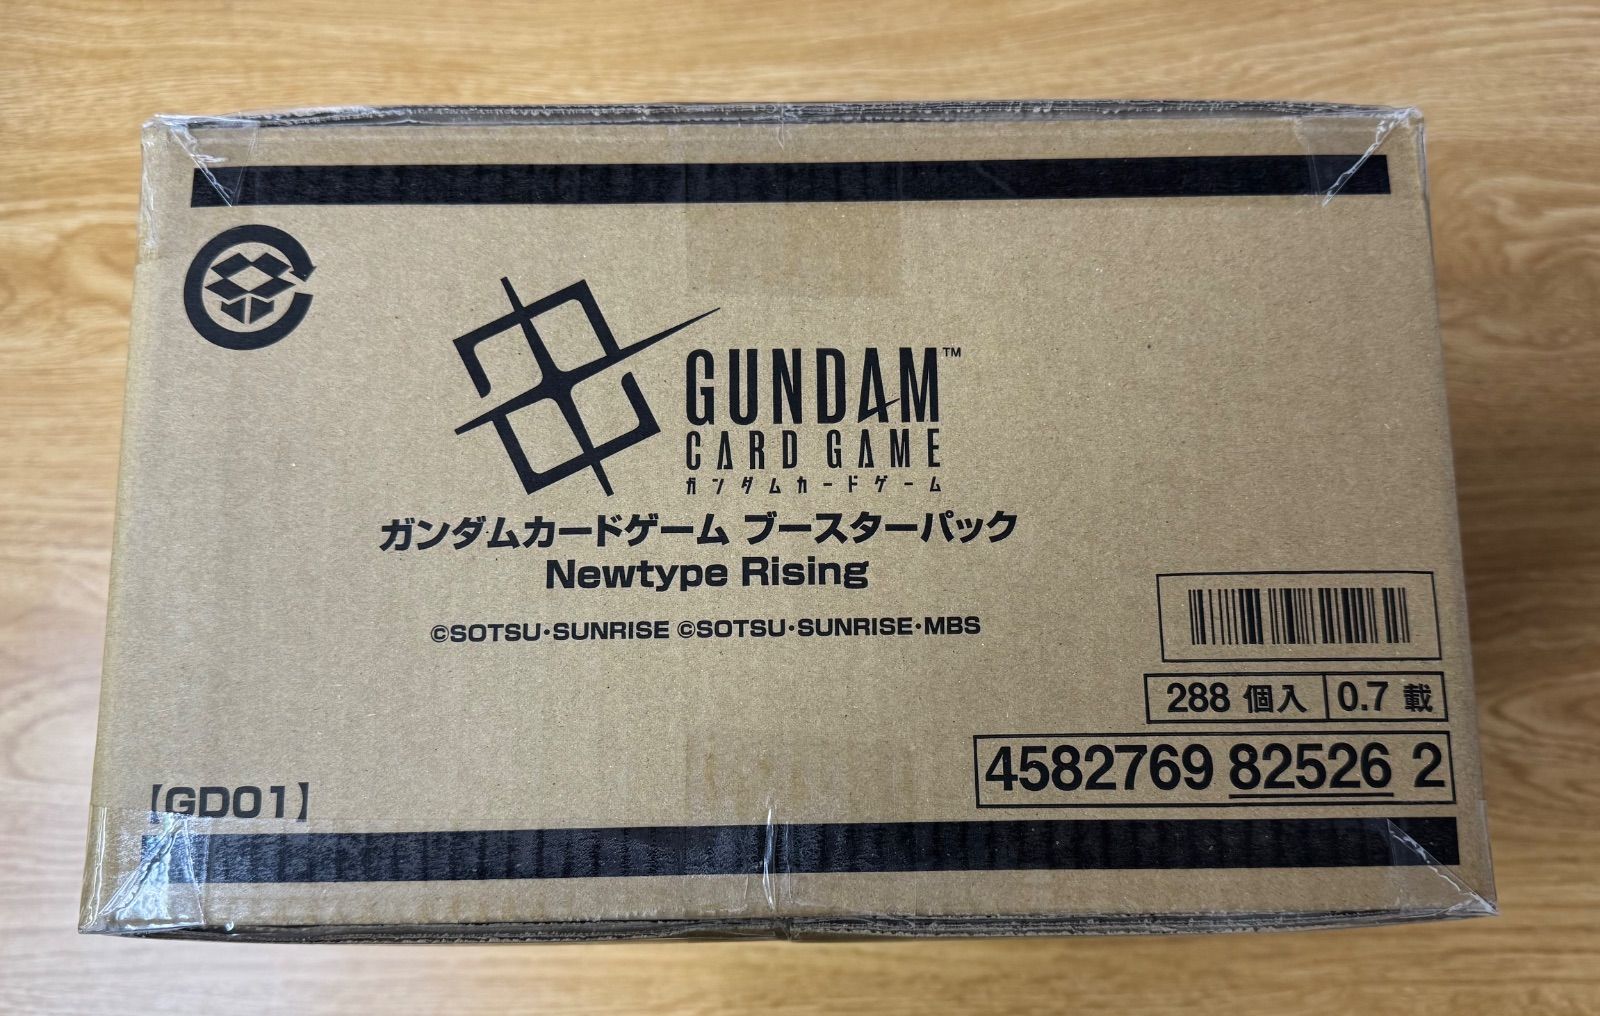 GUNDAM™
CARD GAME
ガンダムカードゲーム
ガンダムカードゲーム ブースターパック
Newtype Rising
©SOTSU・SUNRISE ©SOTSU・SUNRISE・MBS
288 個入 0.7 載
4582769 82526 2
【GD01】